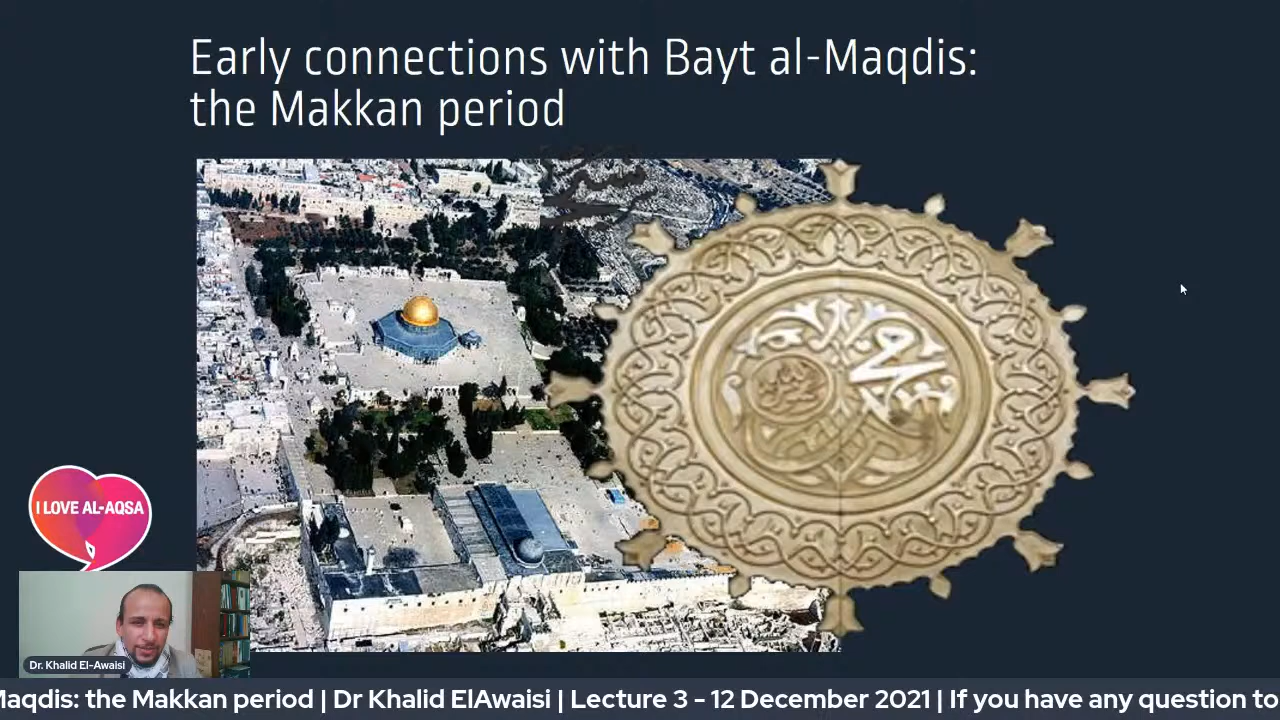 Early connections with Bayt al-Maqdis:
the Makkan period
I LOVE AL-AQSA
Dr. Khalid El-Awaisi
Maqdis: the Makkan period | Dr Khalid ElAwaisi | Lecture 3 - 12 December 2021 | If you have any question to